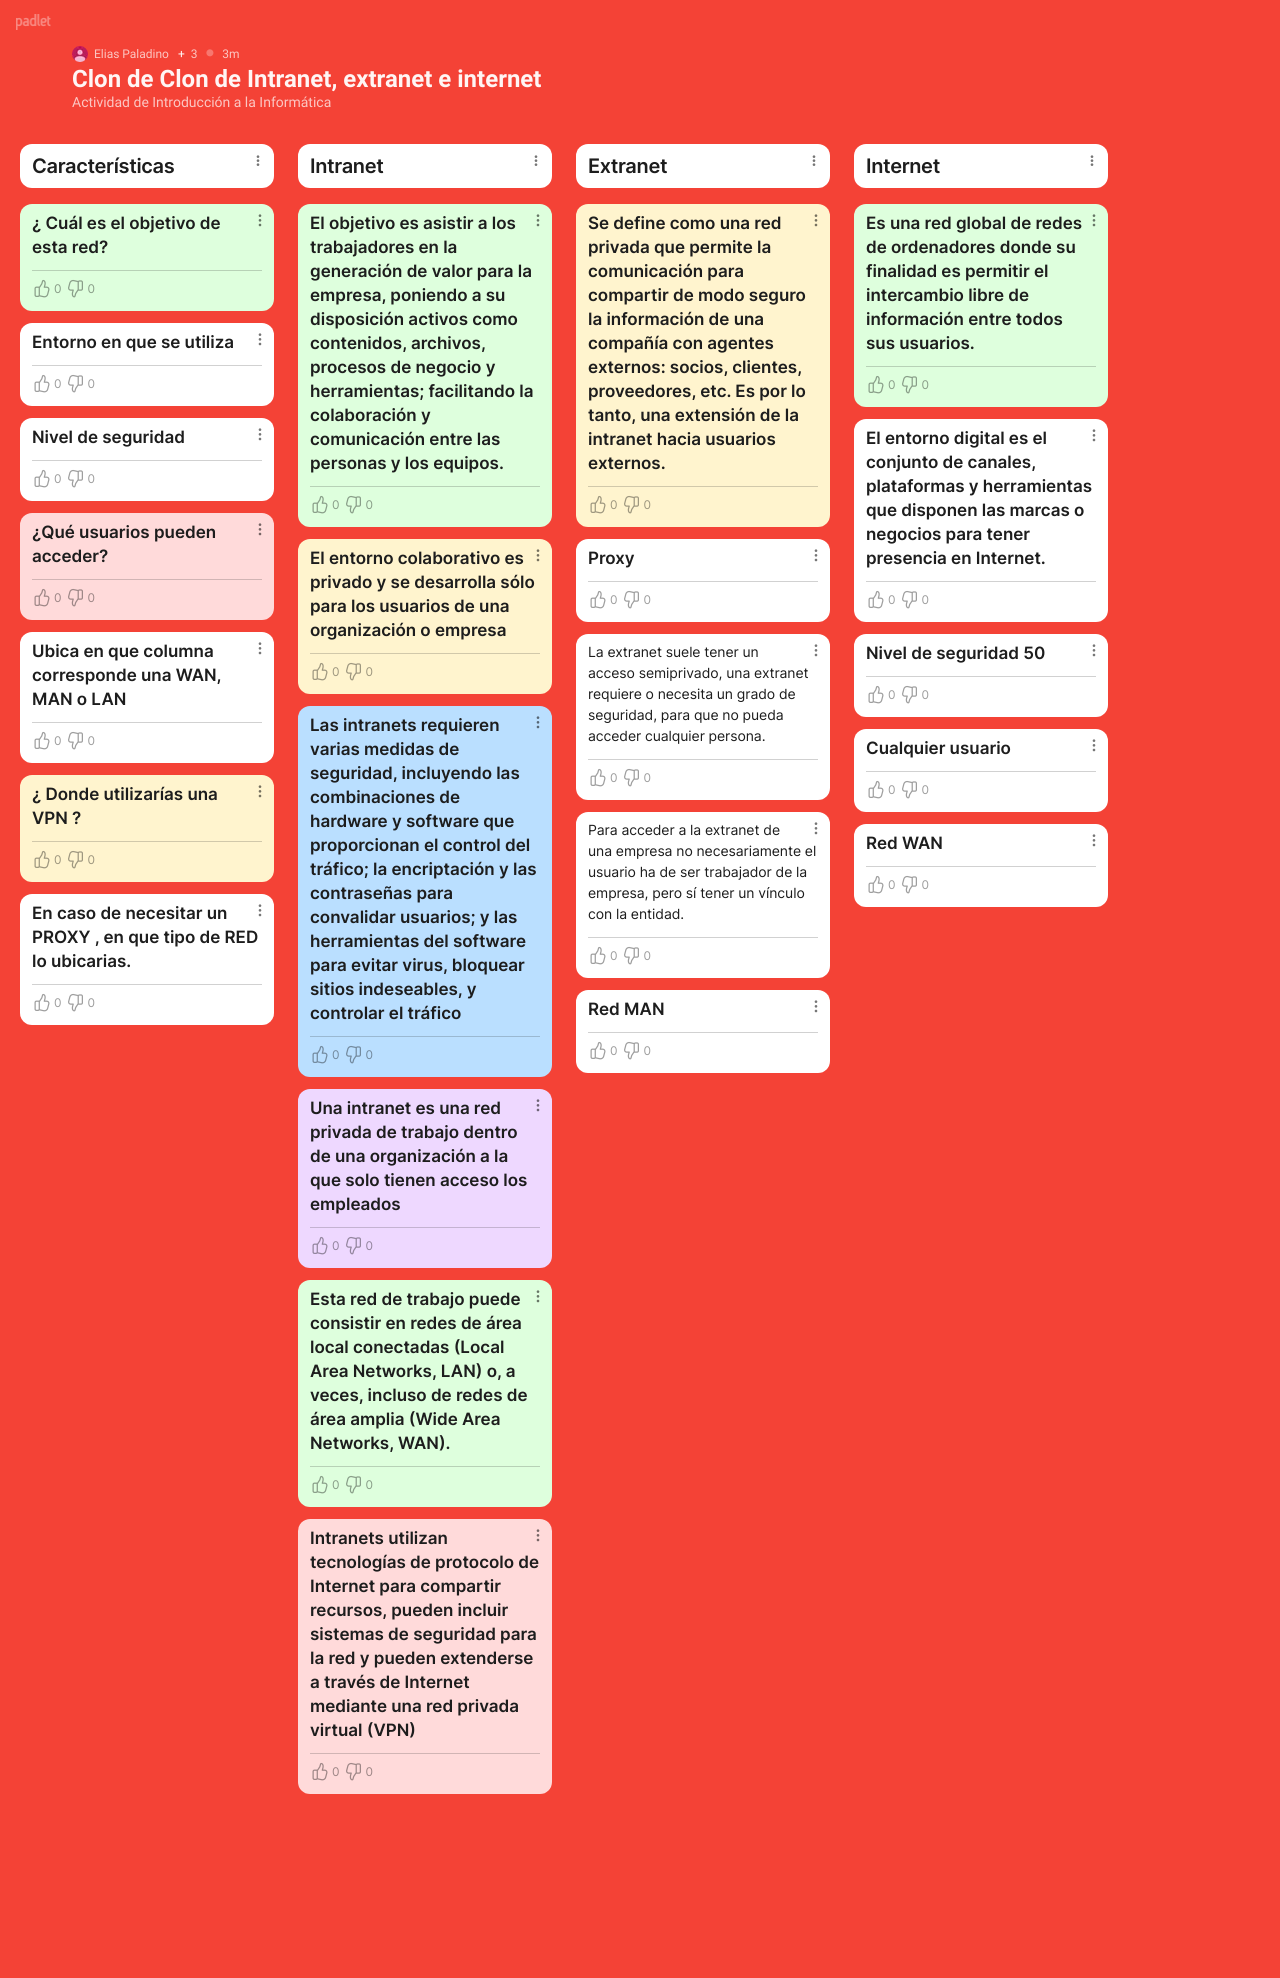 padlet
Elias Paladino + 3 3m
Clon de Clon de Intranet, extranet e internet
Actividad de Introducción a la Informática
Características
¿ Cuál es el objetivo de
esta red?
0 0
Entorno en que se utiliza
0 0
Nivel de seguridad
0 0
¿Qué usuarios pueden
acceder?
0 0
Ubica en que columna
corresponde una WAN,
MAN o LAN
0 0
¿ Donde utilizarías una
VPN ?
0 0
En caso de necesitar un
PROXY , en que tipo de RED
lo ubicarias.
0 0
Intranet
El objetivo es asistir a los
trabajadores en la
generación de valor para la
empresa, poniendo a su
disposición activos como
contenidos, archivos,
procesos de negocio y
herramientas; facilitando la
colaboración y
comunicación entre las
personas y los equipos.
0 0
El entorno colaborativo es
privado y se desarrolla sólo
para los usuarios de una
organización o empresa
0 0
Las intranets requieren
varias medidas de
seguridad, incluyendo las
combinaciones de
hardware y software que
proporcionan el control del
tráfico; la encriptación y las
contraseñas para
convalidar usuarios; y las
herramientas del software
para evitar virus, bloquear
sitios indeseables, y
controlar el tráfico
0 0
Una intranet es una red
privada de trabajo dentro
de una organización a la
que solo tienen acceso los
empleados
0 0
Esta red de trabajo puede
consistir en redes de área
local conectadas (Local
Area Networks, LAN) o, a
veces, incluso de redes de
área amplia (Wide Area
Networks, WAN).
0 0
Intranets utilizan
tecnologías de protocolo de
Internet para compartir
recursos, pueden incluir
sistemas de seguridad para
la red y pueden extenderse
a través de Internet
mediante una red privada
virtual (VPN)
0 0
Extranet
Se define como una red
privada que permite la
comunicación para
compartir de modo seguro
la información de una
compañía con agentes
externos: socios, clientes,
proveedores, etc. Es por lo
tanto, una extensión de la
intranet hacia usuarios
externos.
0 0
Proxy
0 0
La extranet suele tener un
acceso semiprivado, una extranet
requiere o necesita un grado de
seguridad, para que no pueda
acceder cualquier persona.
0 0
Para acceder a la extranet de
una empresa no necesariamente el
usuario ha de ser trabajador de la
empresa, pero sí tener un vínculo
con la entidad.
0 0
Red MAN
0 0
Internet
Es una red global de redes
de ordenadores donde su
finalidad es permitir el
intercambio libre de
información entre todos
sus usuarios.
0 0
El entorno digital es el
conjunto de canales,
plataformas y herramientas
que disponen las marcas o
negocios para tener
presencia en Internet.
0 0
Nivel de seguridad 50
0 0
Cualquier usuario
0 0
Red WAN
0 0